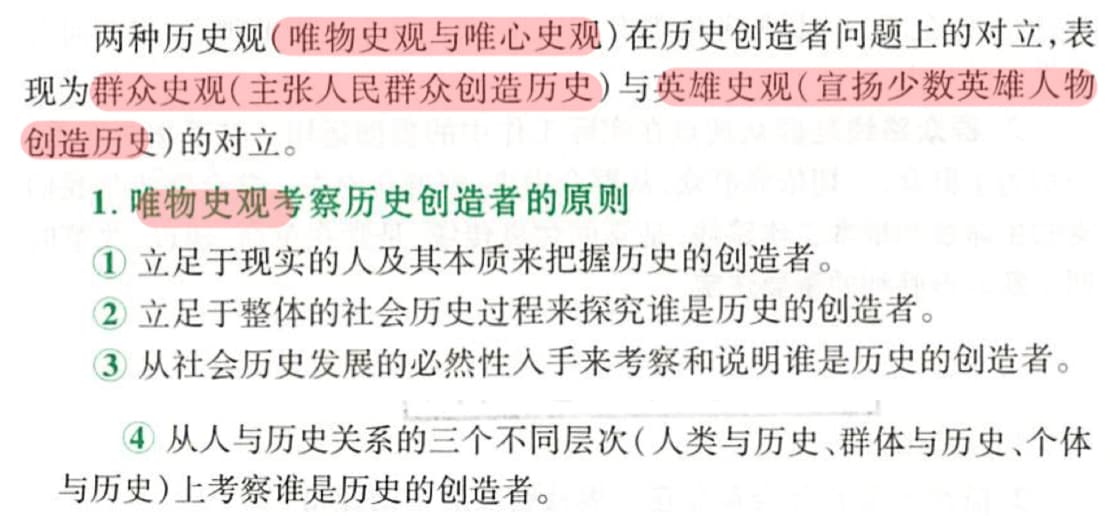 两种历史观(唯物史观与唯心史观)在历史创造者问题上的对立,表
现为群众史观(主张人民群众创造历史)与英雄史观(宣扬少数英雄人物
创造历史)的对立。
1. 唯物史观考察历史创造者的原则
① 立足于现实的人及其本质来把握历史的创造者。
② 立足于整体的社会历史过程来探究谁是历史的创造者。
③ 从社会历史发展的必然性入手来考察和说明谁是历史的创造者。
④ 从人与历史关系的三个不同层次(人类与历史、群体与历史、个体
与历史)上考察谁是历史的创造者。